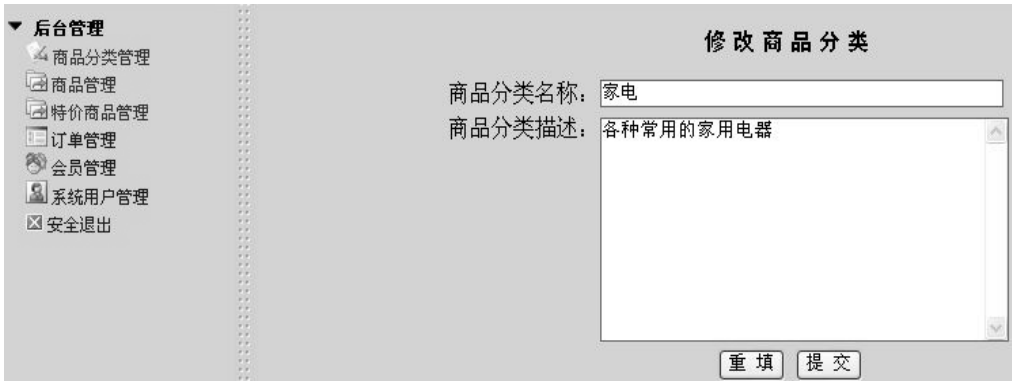 后台管理
商品分类管理
商品管理
特价商品管理
订单管理
会员管理
系统用户管理
安全退出
修改商品分类
商品分类名称：家电
商品分类描述：各种常用的家用电器
重填 提交